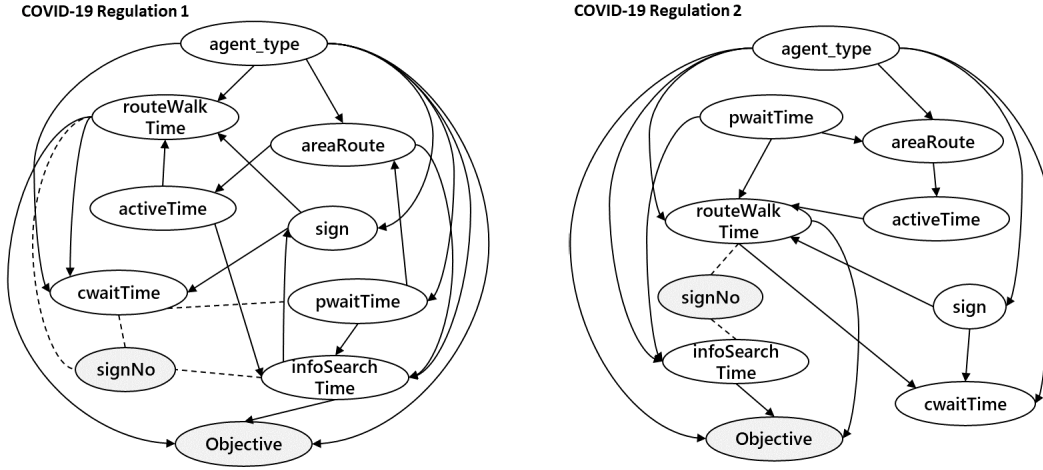 COVID-19 Regulation 1
agent_type
routeWalk
Time
areaRoute
activeTime
sign
cwaitTime
pwaitTime
signNo
infoSearch
Time
Objective
COVID-19 Regulation 2
agent_type
pwaitTime
areaRoute
routeWalk
Time
activeTime
signNo
sign
infoSearch
Time
cwaitTime
Objective